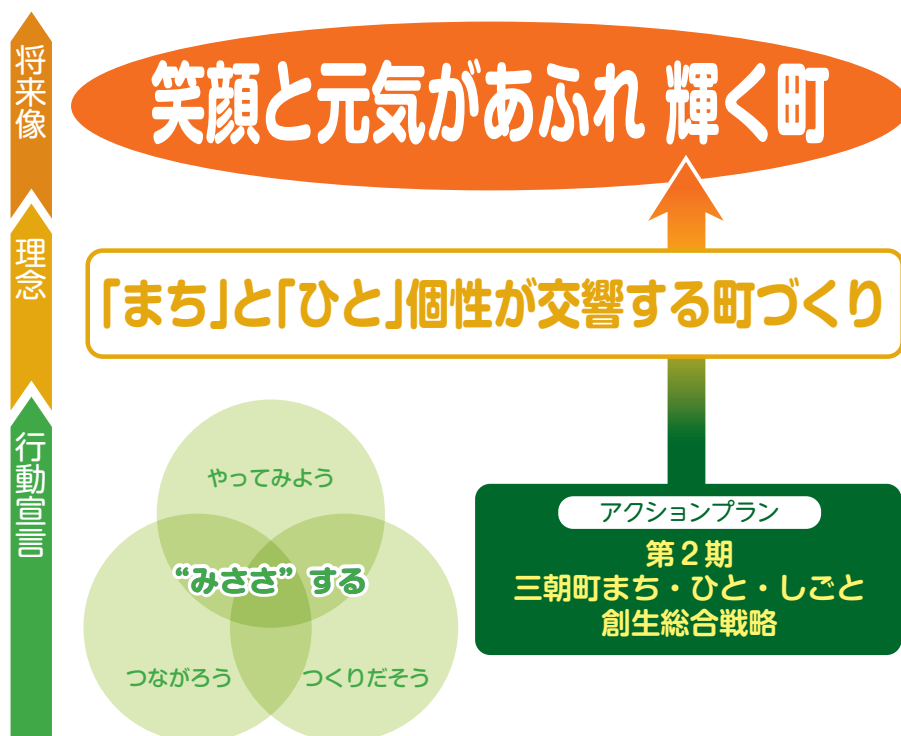 将来像
笑顔と元気があふれ 輝く町
理念
「まち」と「ひと」個性が交響する町づくり
行動宣言
やってみよう
“みささ”する
つながろう
つくりだそう
アクションプラン
第2期
三朝町まち・ひと・しごと
創生総合戦略